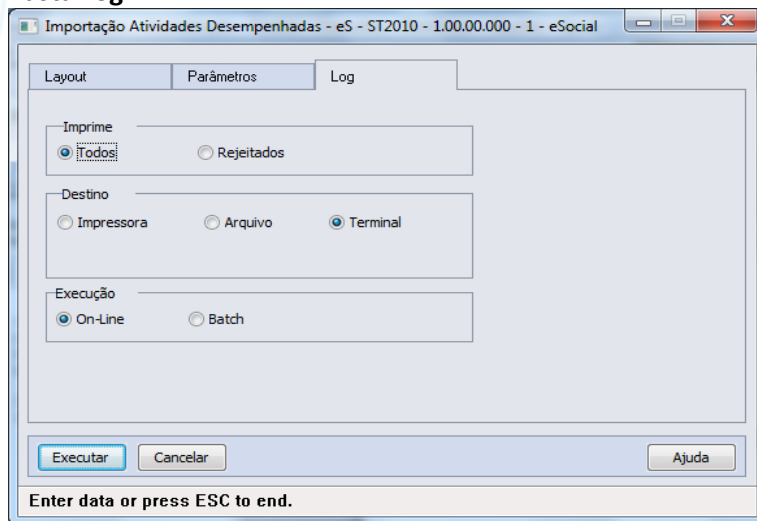 Importação Atividades Desempenhadas - eS - ST2010 - 1.00.00.000 - 1 - eSocial
Layout Parâmetros Log
Imprime
Todos Rejeitados
Destino
Impressora Arquivo Terminal
Execução
On-Line Batch
Executar Cancelar Ajuda
Enter data or press ESC to end.